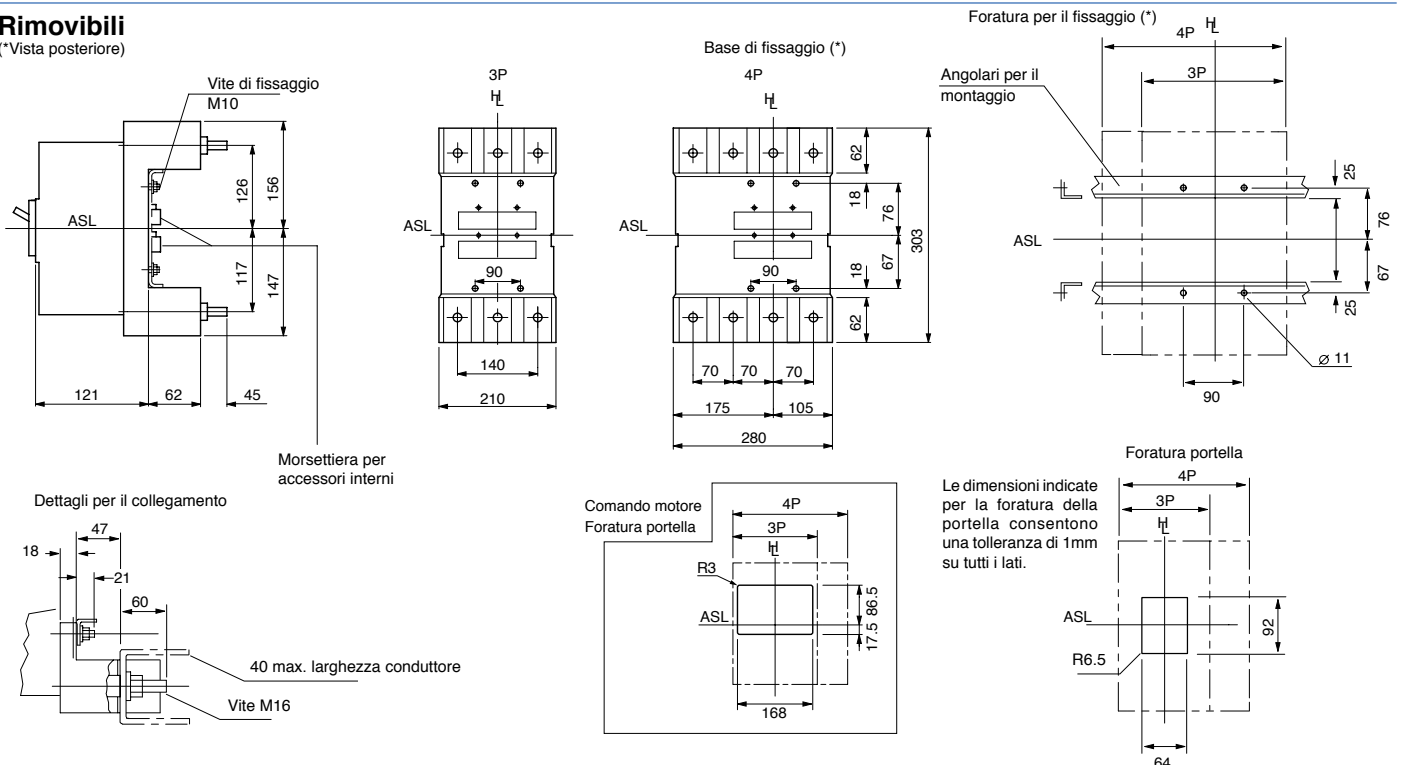 Rimovibili
(*Vista posteriore)
Vite di fissaggio
M10
ASL
126
156
117
147
121
62
45
Morsettiera per
accessori interni
Base di fissaggio (*)
3P
HL
ASL
90
140
210
4P
HL
ASL
90
62
18
76
303
67
18
62
70
70
70
175
105
280
Foratura per il fissaggio (*)
4P
HL
3P
Angolari per il
montaggio
ASL
25
76
67
25
ø 11
90
Dettagli per il collegamento
47
18
21
60
40 max. larghezza conduttore
Vite M16
Comando motore
Foratura portella
4P
3P
HL
R3
ASL
86.5
17.5
168
Le dimensioni indicate
per la foratura della
portella consentono
una tolleranza di 1mm
su tutti i lati.
Foratura portella
4P
3P
HL
ASL
92
R6.5
64